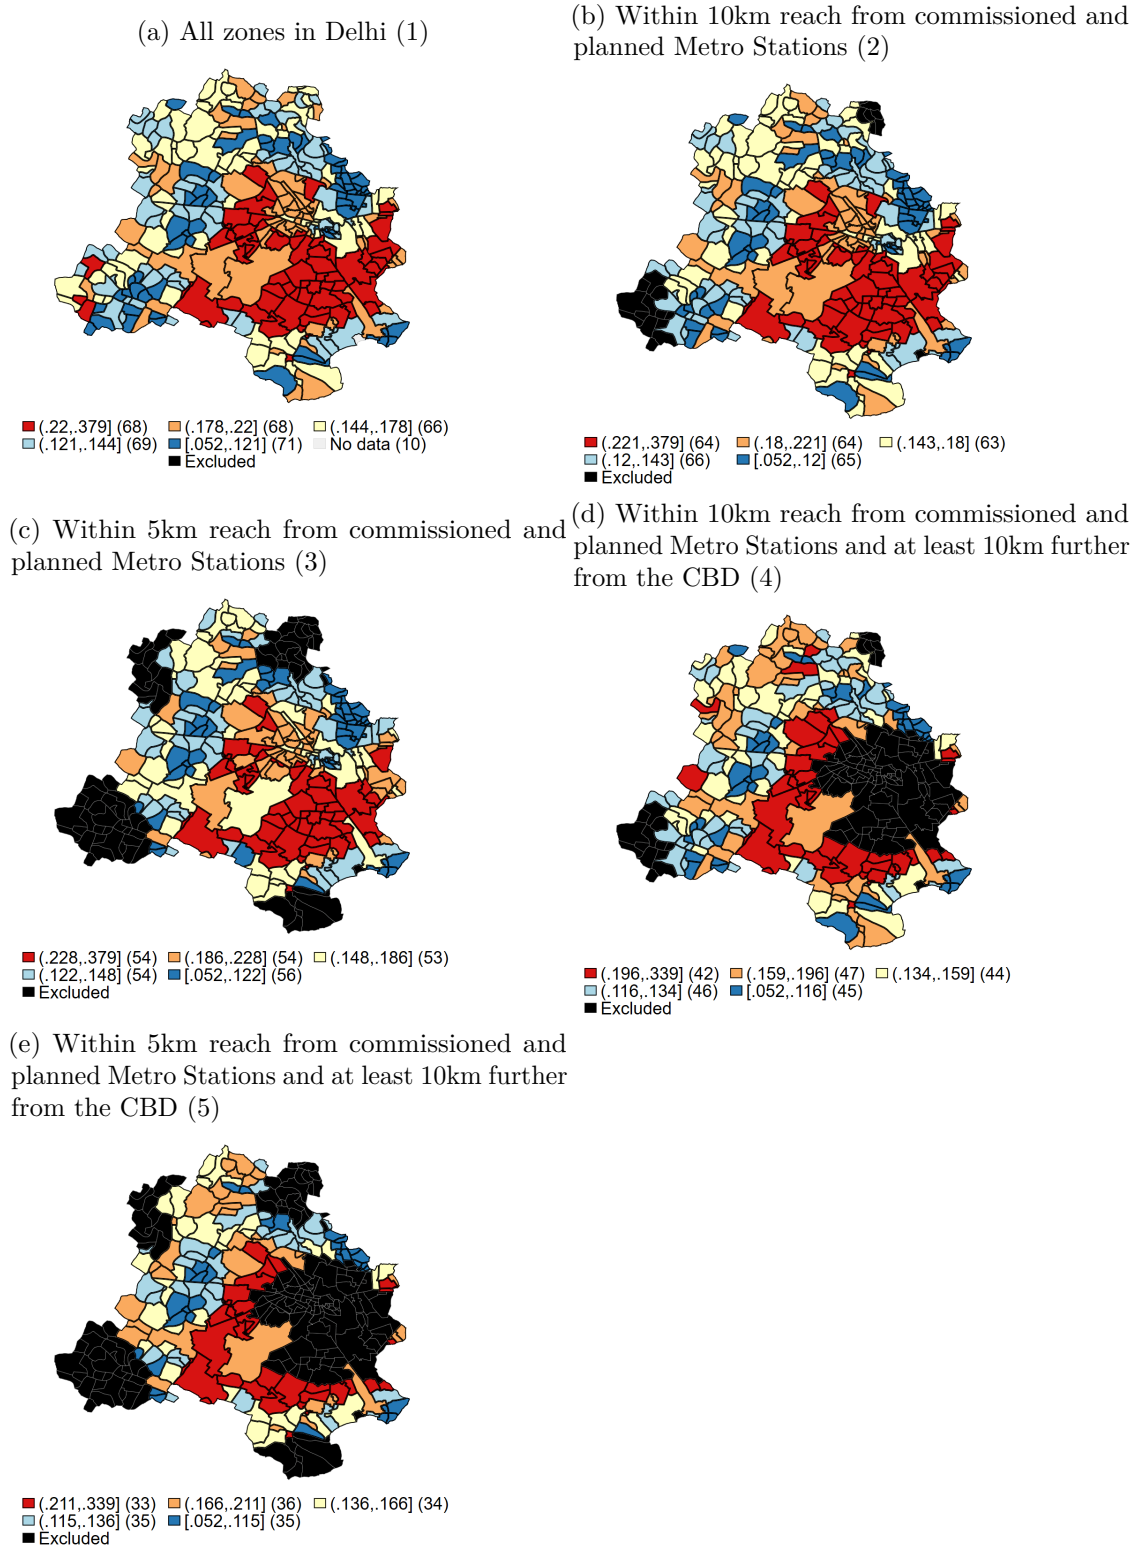 (a) All zones in Delhi (1)
(.22,.379] (68) (.178,.22] (68) (.144,.178] (66)
(.121,.144] (69) [.052,.121] (71) No data (10)
Excluded
(b) Within 10km reach from commissioned and
planned Metro Stations (2)
(.221,.379] (64) (.18,.221] (64) (.143,.18] (63)
(.12,.143] (66) [.052,.12] (65)
Excluded
(c) Within 5km reach from commissioned and
planned Metro Stations (3)
(.228,.379] (54) (.186,.228] (54) (.148,.186] (53)
(.122,.148] (54) [.052,.122] (56)
Excluded
(d) Within 10km reach from commissioned and
planned Metro Stations and at least 10km further
from the CBD (4)
(.196,.339] (42) (.159,.196] (47) (.134,.159] (44)
(.116,.134] (46) [.052,.116] (45)
Excluded
(e) Within 5km reach from commissioned and
planned Metro Stations and at least 10km further
from the CBD (5)
(.211,.339] (33) (.166,.211] (36) (.136,.166] (34)
(.115,.136] (35) [.052,.115] (35)
Excluded